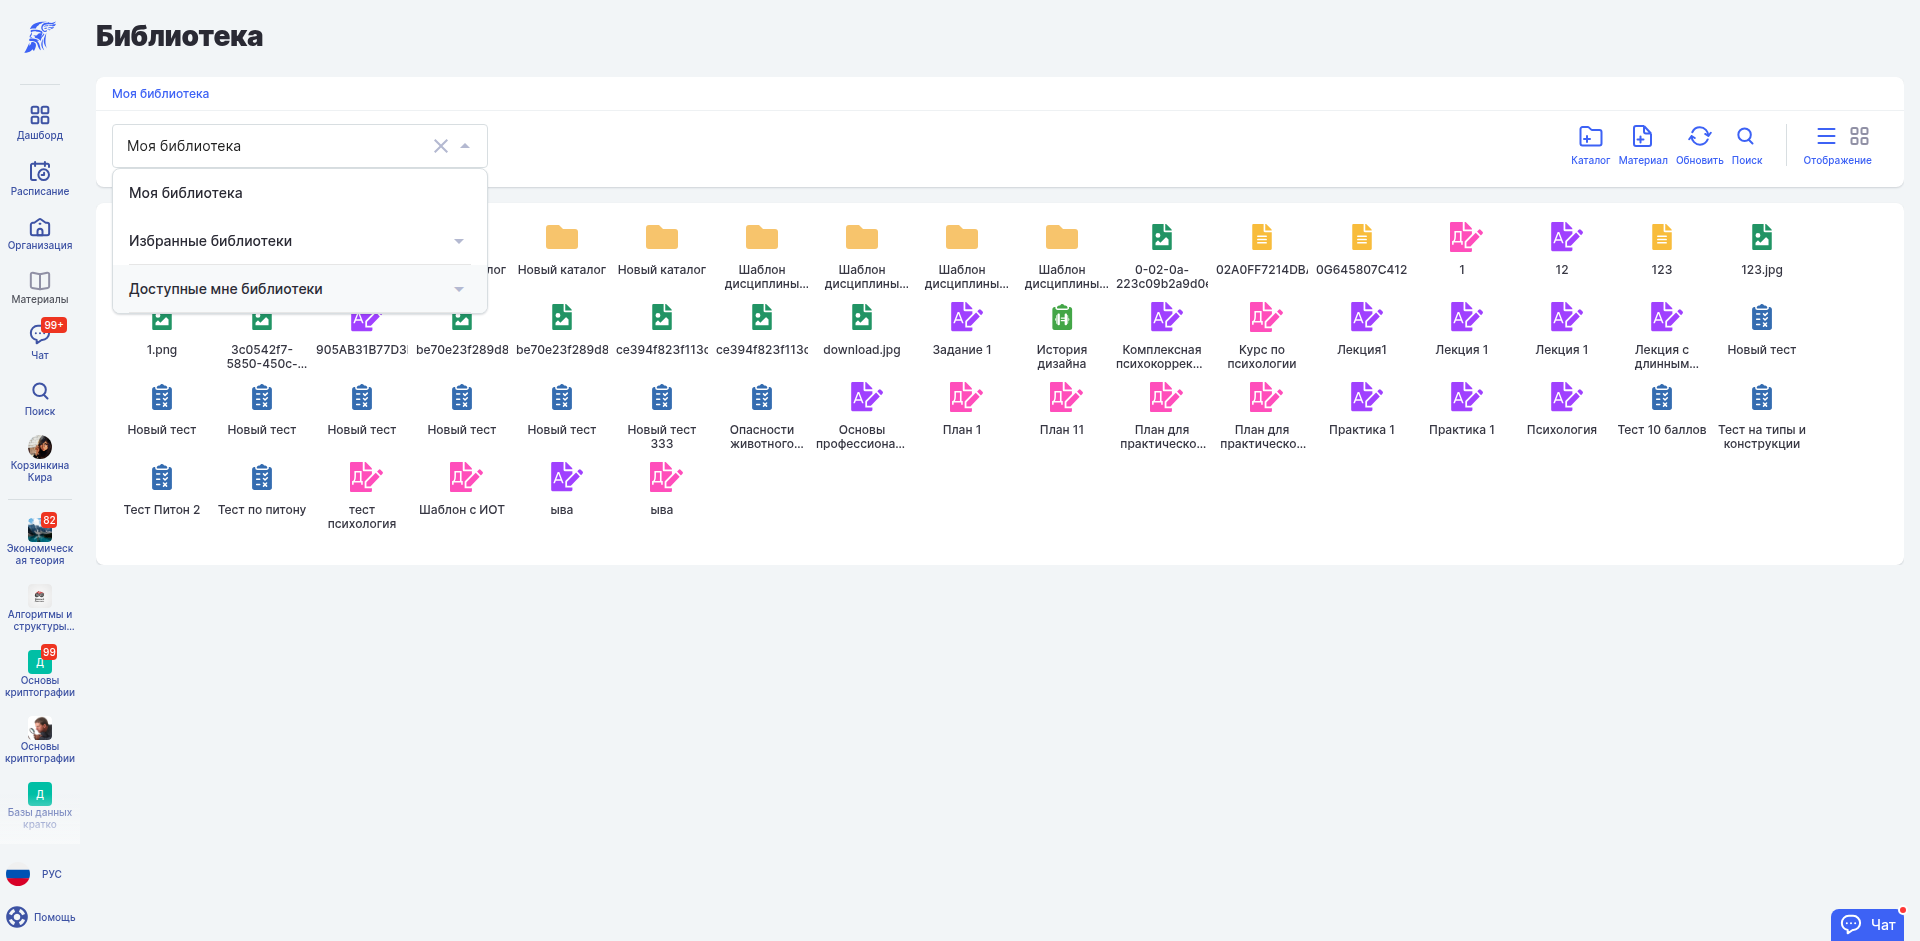 Библиотека
Моя библиотека
Моя библиотека
Каталог
Материал
Обновить
Поиск
Отображение
Моя библиотека
Избранные библиотеки
Доступные мне библиотеки
Дашборд
Расписание
Организация
Материалы
99+
Чат
Поиск
Корзинкина
Кира
82
Экономическ
ая теория
Алгоритмы и
структуры...
99
Д
Основы
криптографии
Основы
криптографии
Д
Базы данных
кратко
РУС
Помощь
лог
Новый каталог
Новый каталог
Шаблон
дисциплины...
Шаблон
дисциплины...
Шаблон
дисциплины...
Шаблон
дисциплины...
0-02-0a-
223c09b2a9d0e
02A0FF7214DB
0G645807C412
1
12
123
123.jpg
1.png
3c0542f7-
5850-450c-...
905AB31B77D3
be70e23f289d8
be70e23f289d8
ce394f823f113c
ce394f823f113c
download.jpg
Задание 1
История
дизайна
Комплексная
психокоррек...
Курс по
психологии
Лекция1
Лекция 1
Лекция 1
Лекция с
длинным...
Новый тест
Новый тест
Новый тест
Новый тест
Новый тест
Новый тест
Новый тест
333
Опасности
животного...
Основы
профессиона...
План 1
План 11
План для
практическо...
План для
практическо...
Практика 1
Практика 1
Психология
Тест 10 баллов
Тест на типы и
конструкции
Тест Питон 2
Тест по питону
тест
психология
Шаблон с ИОТ
ыва
ыва
Чат